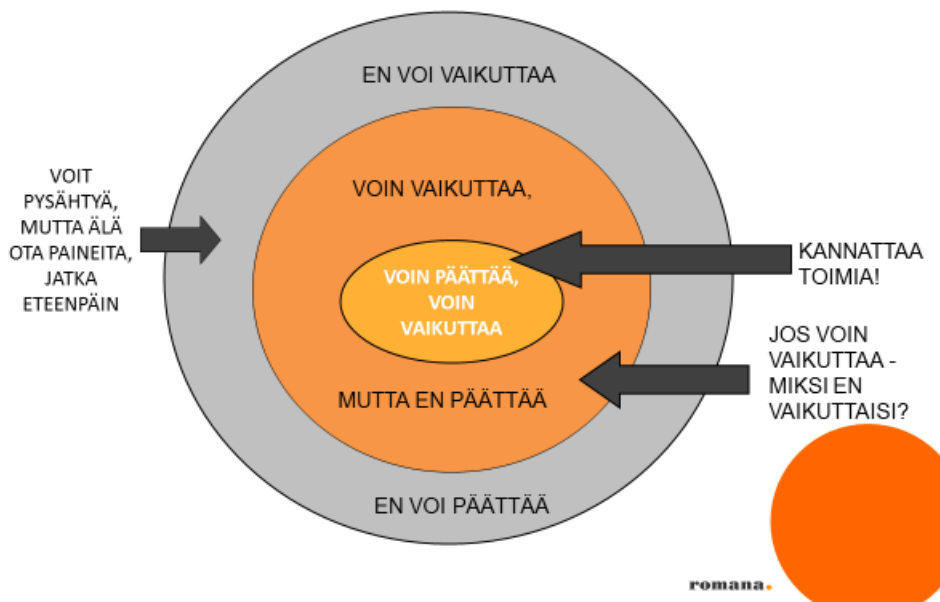 EN VOI VAIKUTTAA
VOIT
PYSÄHTYÄ,
MUTTA ÄLÄ
OTA PAINEITA,
JATKA
ETEENPÄIN
VOIN VAIKUTTAA,
VOIN PÄÄTTÄÄ,
VOIN
VAIKUTTAA
KANNATTAA
TOIMIA!
MUTTA EN PÄÄTTÄÄ
JOS VOIN
VAIKUTTAA -
MIKSI EN
VAIKUTTAISI?
EN VOI PÄÄTTÄÄ
romana.